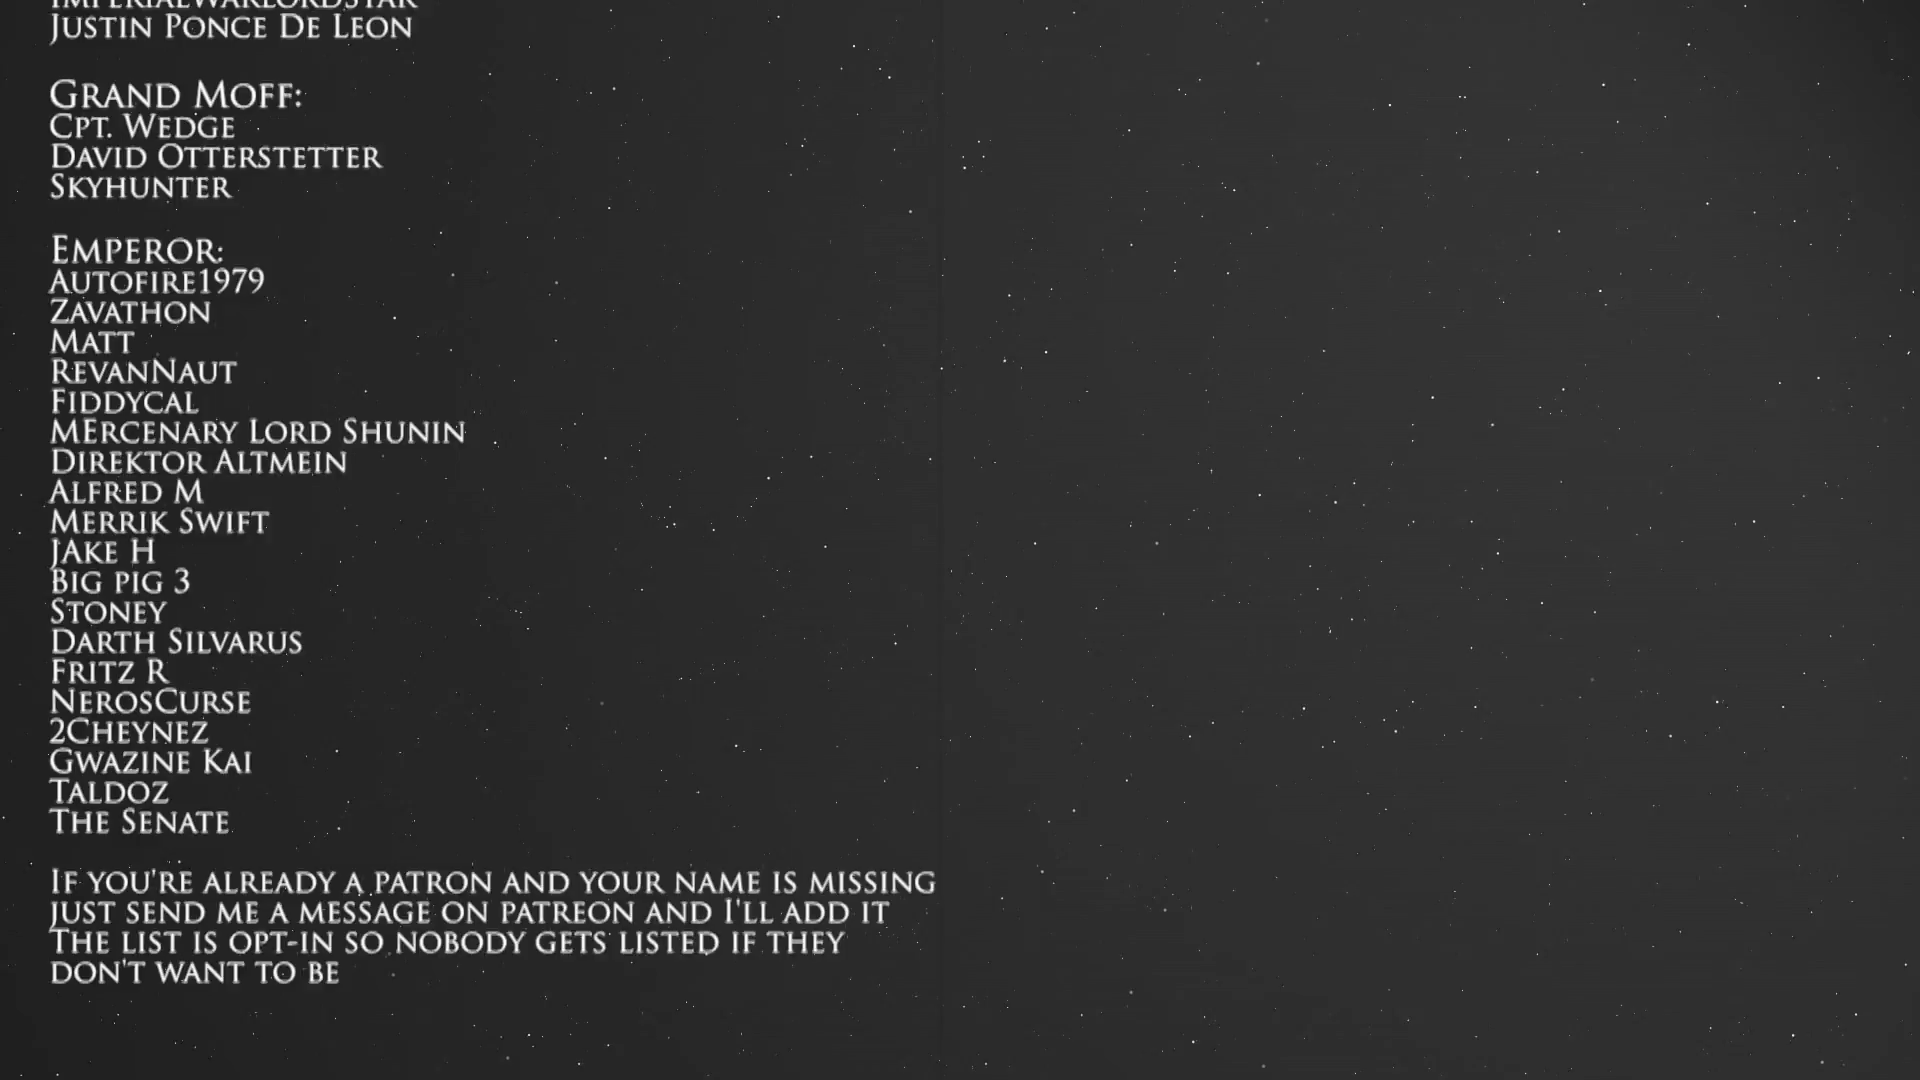 ImperialWarlordStar
Justin Ponce De Leon
Grand Moff:
Cpt. Wedge
David Otterstetter
Skyhunter
Emperor:
Autofire1979
Zavathon
Matt
RevanNaut
Fiddycal
MErcenary Lord Shunin
Direktor Altmein
Alfred M
Merrik Swift
JAke H
Big pig 3
Stoney
Darth Silvarus
Fritz R
NerosCurse
2Cheynez
Gwazine Kai
Taldoz
The Senate
If you're already a patron and your name is missing
just send me a message on patreon and I'll add it
The list is opt-in so nobody gets listed if they
don't want to be